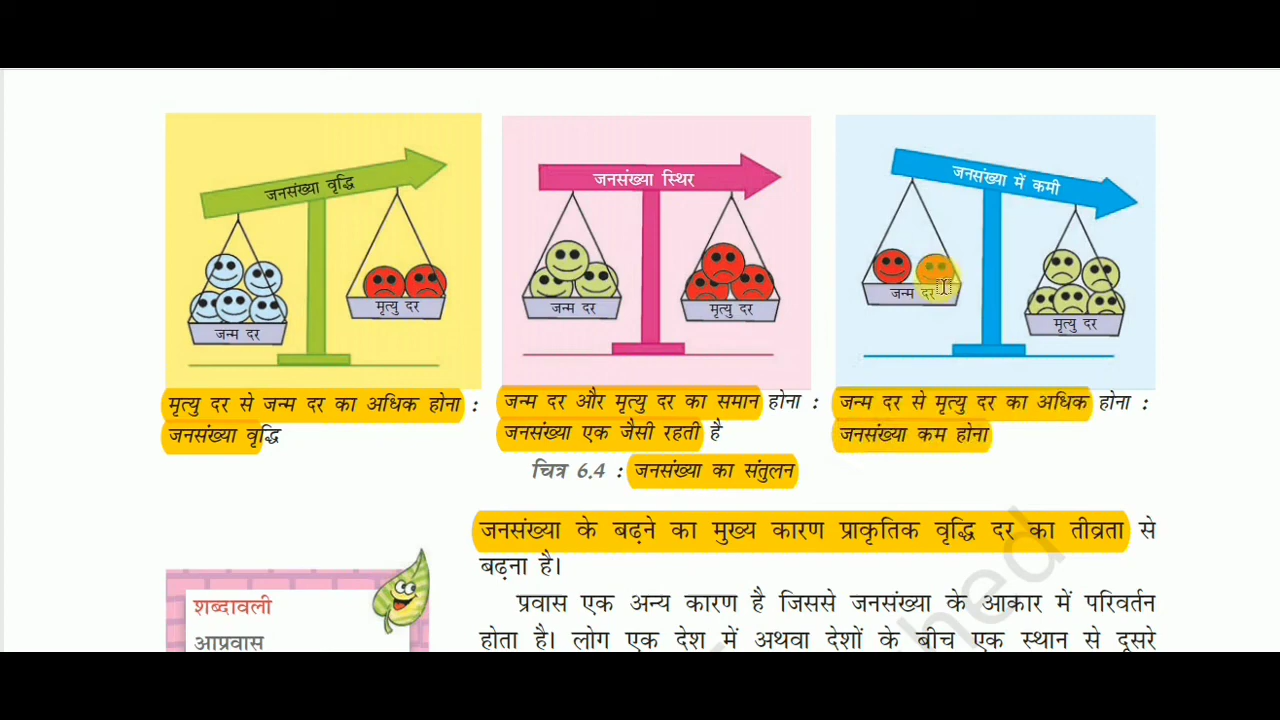 जनसंख्या वृद्धि
जन्म दर
मृत्यु दर
जनसंख्या स्थिर
जन्म दर
मृत्यु दर
जनसंख्या में कमी
जन्म दर
मृत्यु दर
मृत्यु दर से जन्म दर का अधिक होना :
जनसंख्या वृद्धि
जन्म दर और मृत्यु दर का समान होना :
जनसंख्या एक जैसी रहती है
जन्म दर से मृत्यु दर का अधिक होना :
जनसंख्या कम होना
चित्र 6.4 : जनसंख्या का संतुलन
जनसंख्या के बढ़ने का मुख्य कारण प्राकृतिक वृद्धि दर का तीव्रता से
बढ़ना है।
प्रवास एक अन्य कारण है जिससे जनसंख्या के आकार में परिवर्तन
होता है। लोग एक देश में अथवा देशों के बीच एक स्थान से दूसरे
शब्दावली
आप्रवास